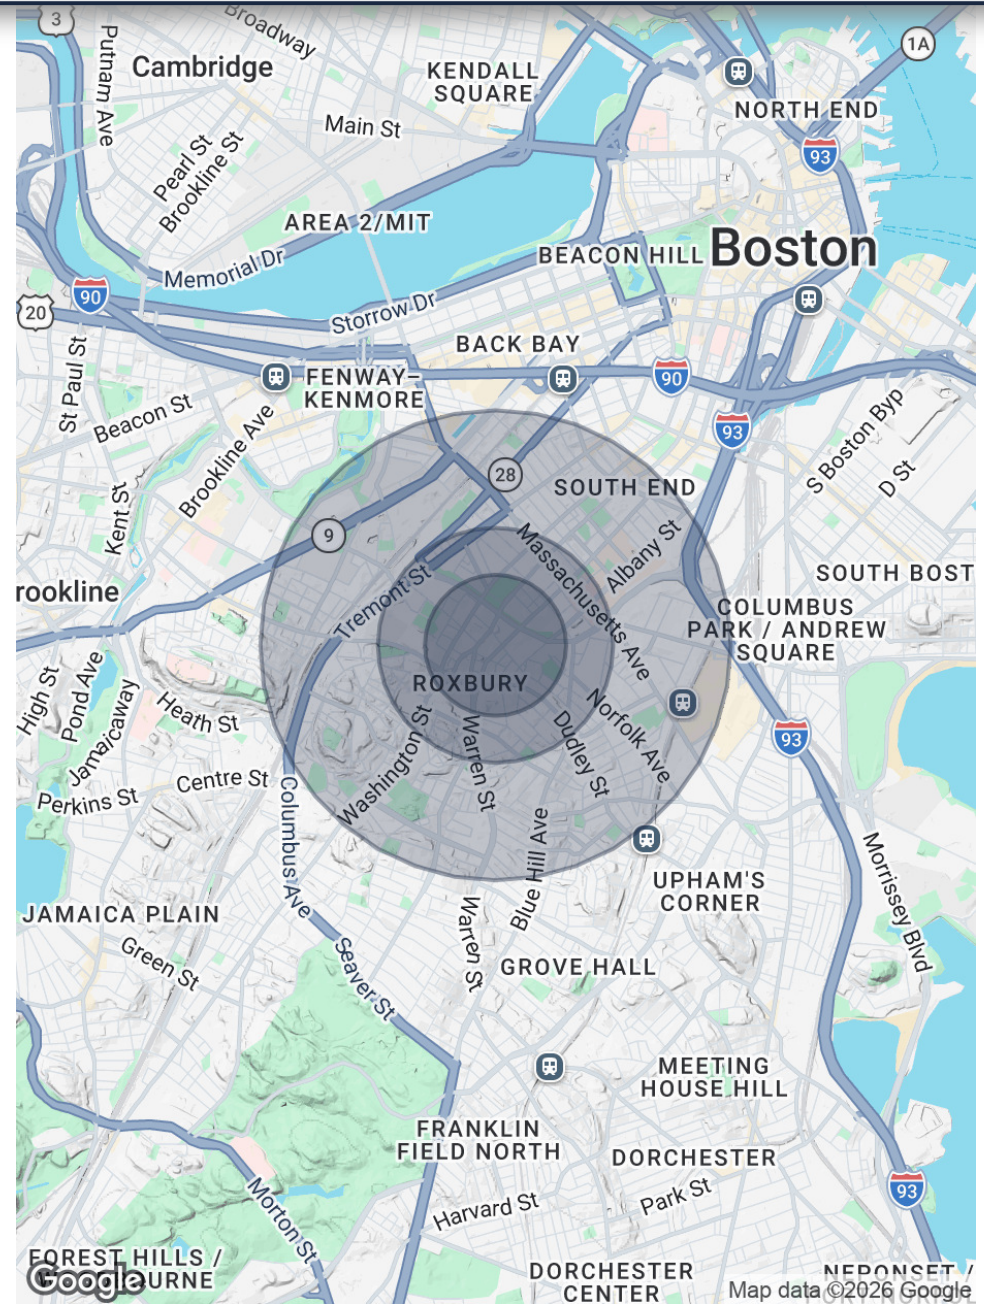 3
Broadway
1A
Putnam Ave
Cambridge
KENDALL
SQUARE
NORTH END
Main St
93
Pearl St
Brookline St
AREA 2/MIT
BEACON HILL
Boston
Memorial Dr
90
20
Storrow Dr
BACK BAY
St Paul St
FENWAY–
KENMORE
90
Beacon St
Brookline Ave
93
S Boston Byp
D St
28
SOUTH END
Kent St
9
Massachusetts Ave
Albany St
rookline
Tremont St
SOUTH BOST
COLUMBUS
PARK / ANDREW
SQUARE
High St
Pond Ave
Jamaicaway
Heath St
ROXBURY
Norfolk Ave
Washington St
Warren St
Dudley St
93
Centre St
Perkins St
Columbus Ave
Blue Hill Ave
Morrissey Blvd
UPHAM'S
CORNER
JAMAICA PLAIN
Warren St
Green St
Seaver St
GROVE HALL
MEETING
HOUSE HILL
FRANKLIN
FIELD NORTH
DORCHESTER
Park St
Harvard St
93
Morton St
FOREST HILLS /
Google
DORCHESTER
CENTER
NEPONSET /
Map data ©2026 Google